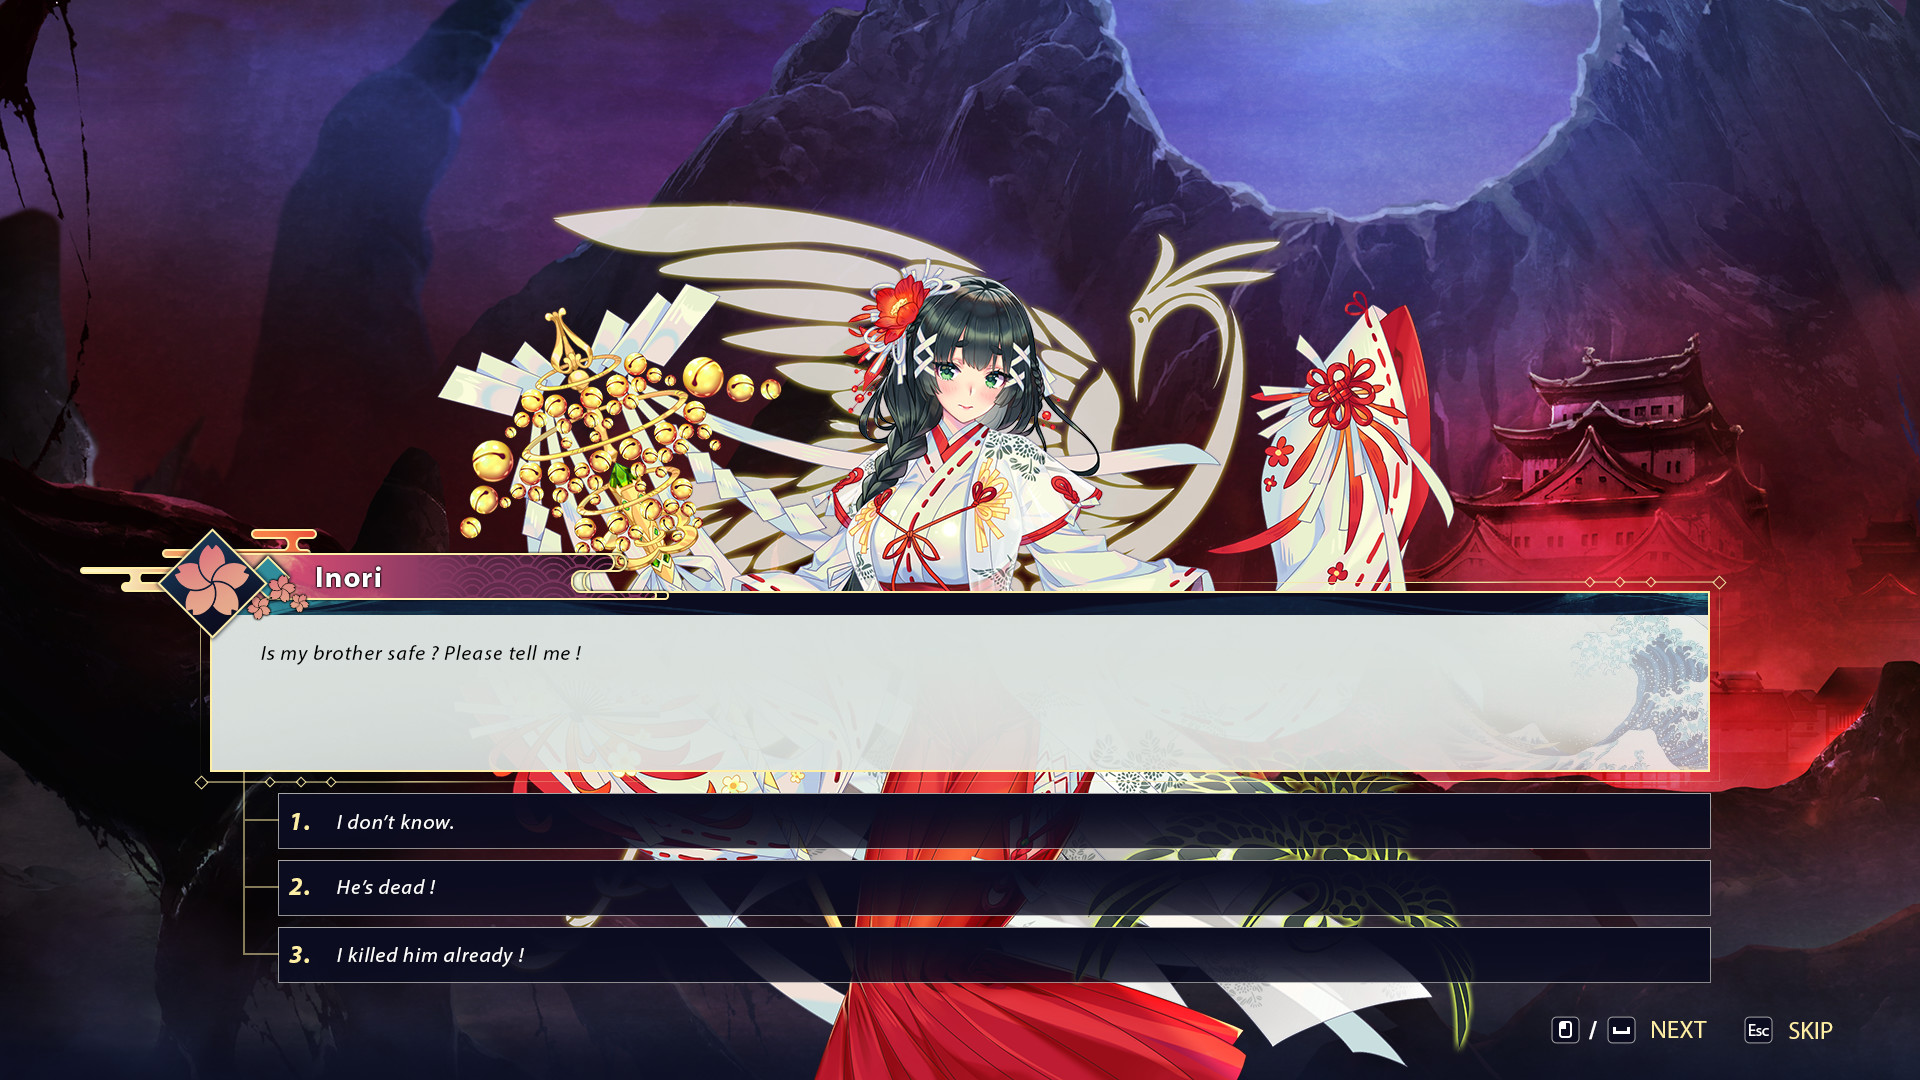 Inori
Is my brother safe ? Please tell me !
1. I don't know.
2. He's dead !
3. I killed him already !
/ NEXT Esc SKIP